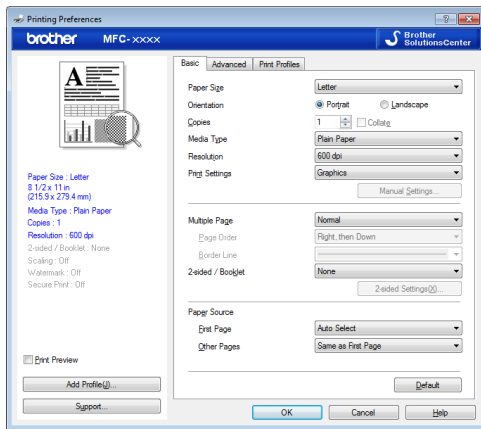 Printing Preferences
brother MFC-xxxx
Brother
SolutionsCenter
Basic Advanced Print Profiles
A
Paper Size Letter
Orientation Portrait Landscape
Copies 1 Collate
Media Type Plain Paper
Resolution 600 dpi
Print Settings Graphics
Manual Settings...
Paper Size : Letter
8 1/2 x 11 in
(215.9 x 279.4 mm)
Media Type : Plain Paper
Copies : 1
Resolution : 600 dpi
2-sided / Booklet : None
Scaling : Off
Watermark : Off
Secure Print : Off
Multiple Page Normal
Page Order Right, then Down
Border Line
2-sided / Booklet None
2-sided Settings(X)...
Paper Source
First Page Auto Select
Other Pages Same as First Page
Print Preview
Add Profile(J)...
Support...
Default
OK Cancel Help